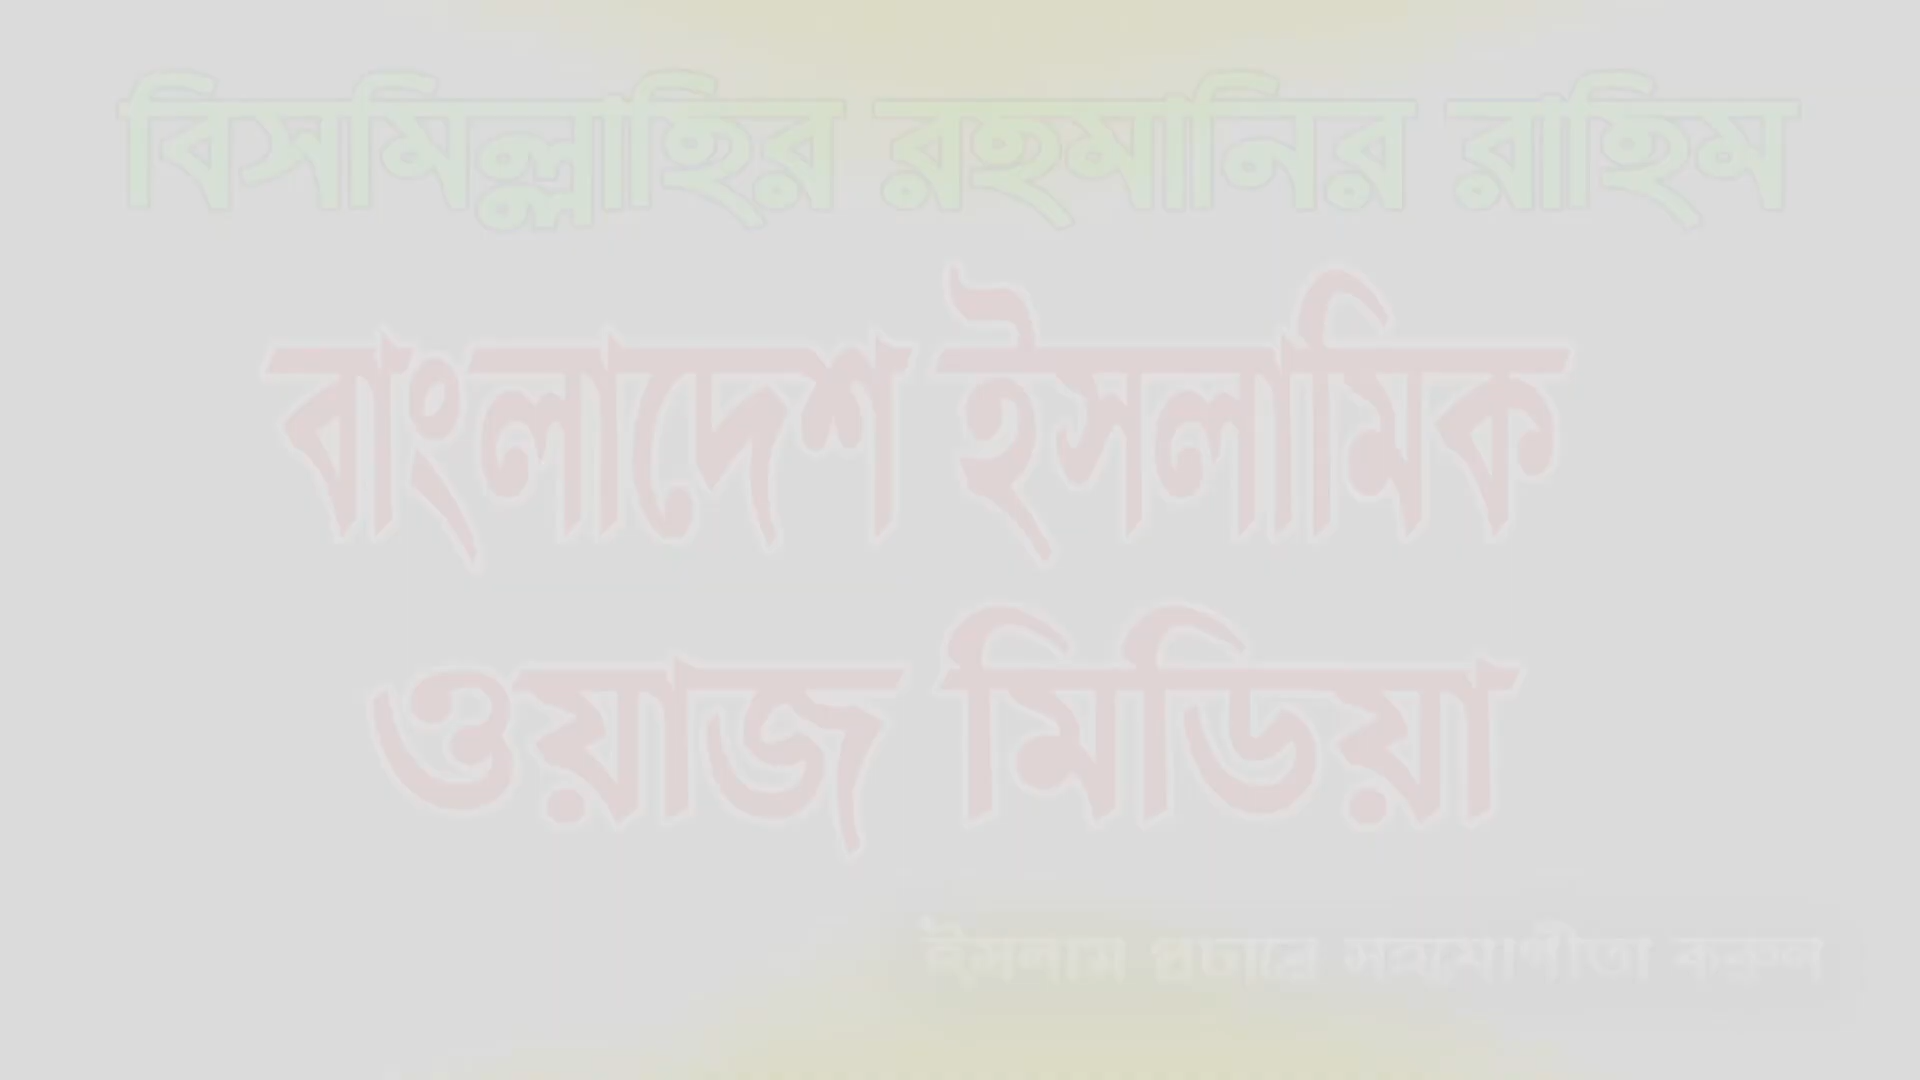 বিসমিল্লাহির রহমানির রাহিম
বাংলাদেশ ইসলামিক
ওয়াজ মিডিয়া
ইসলাম প্রচারে সহযোগীতা করুন